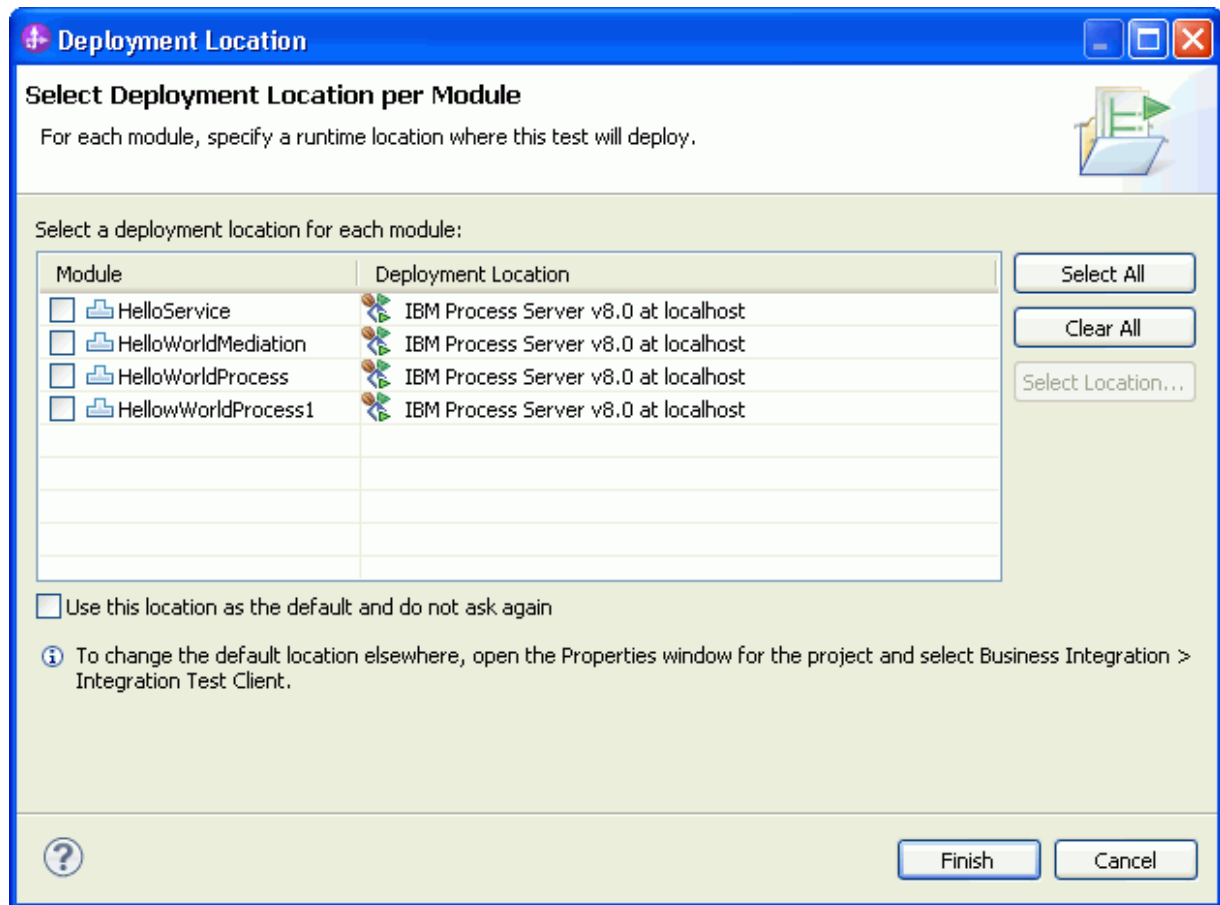 Deployment Location
Select Deployment Location per Module
For each module, specify a runtime location where this test will deploy.
Select a deployment location for each module:
Module Deployment Location
HelloService IBM Process Server v8.0 at localhost
HelloWorldMediation IBM Process Server v8.0 at localhost
HelloWorldProcess IBM Process Server v8.0 at localhost
HellowWorldProcess1 IBM Process Server v8.0 at localhost
Select All
Clear All
Select Location...
Use this location as the default and do not ask again
To change the default location elsewhere, open the Properties window for the project and select Business Integration >
Integration Test Client.
? Finish Cancel